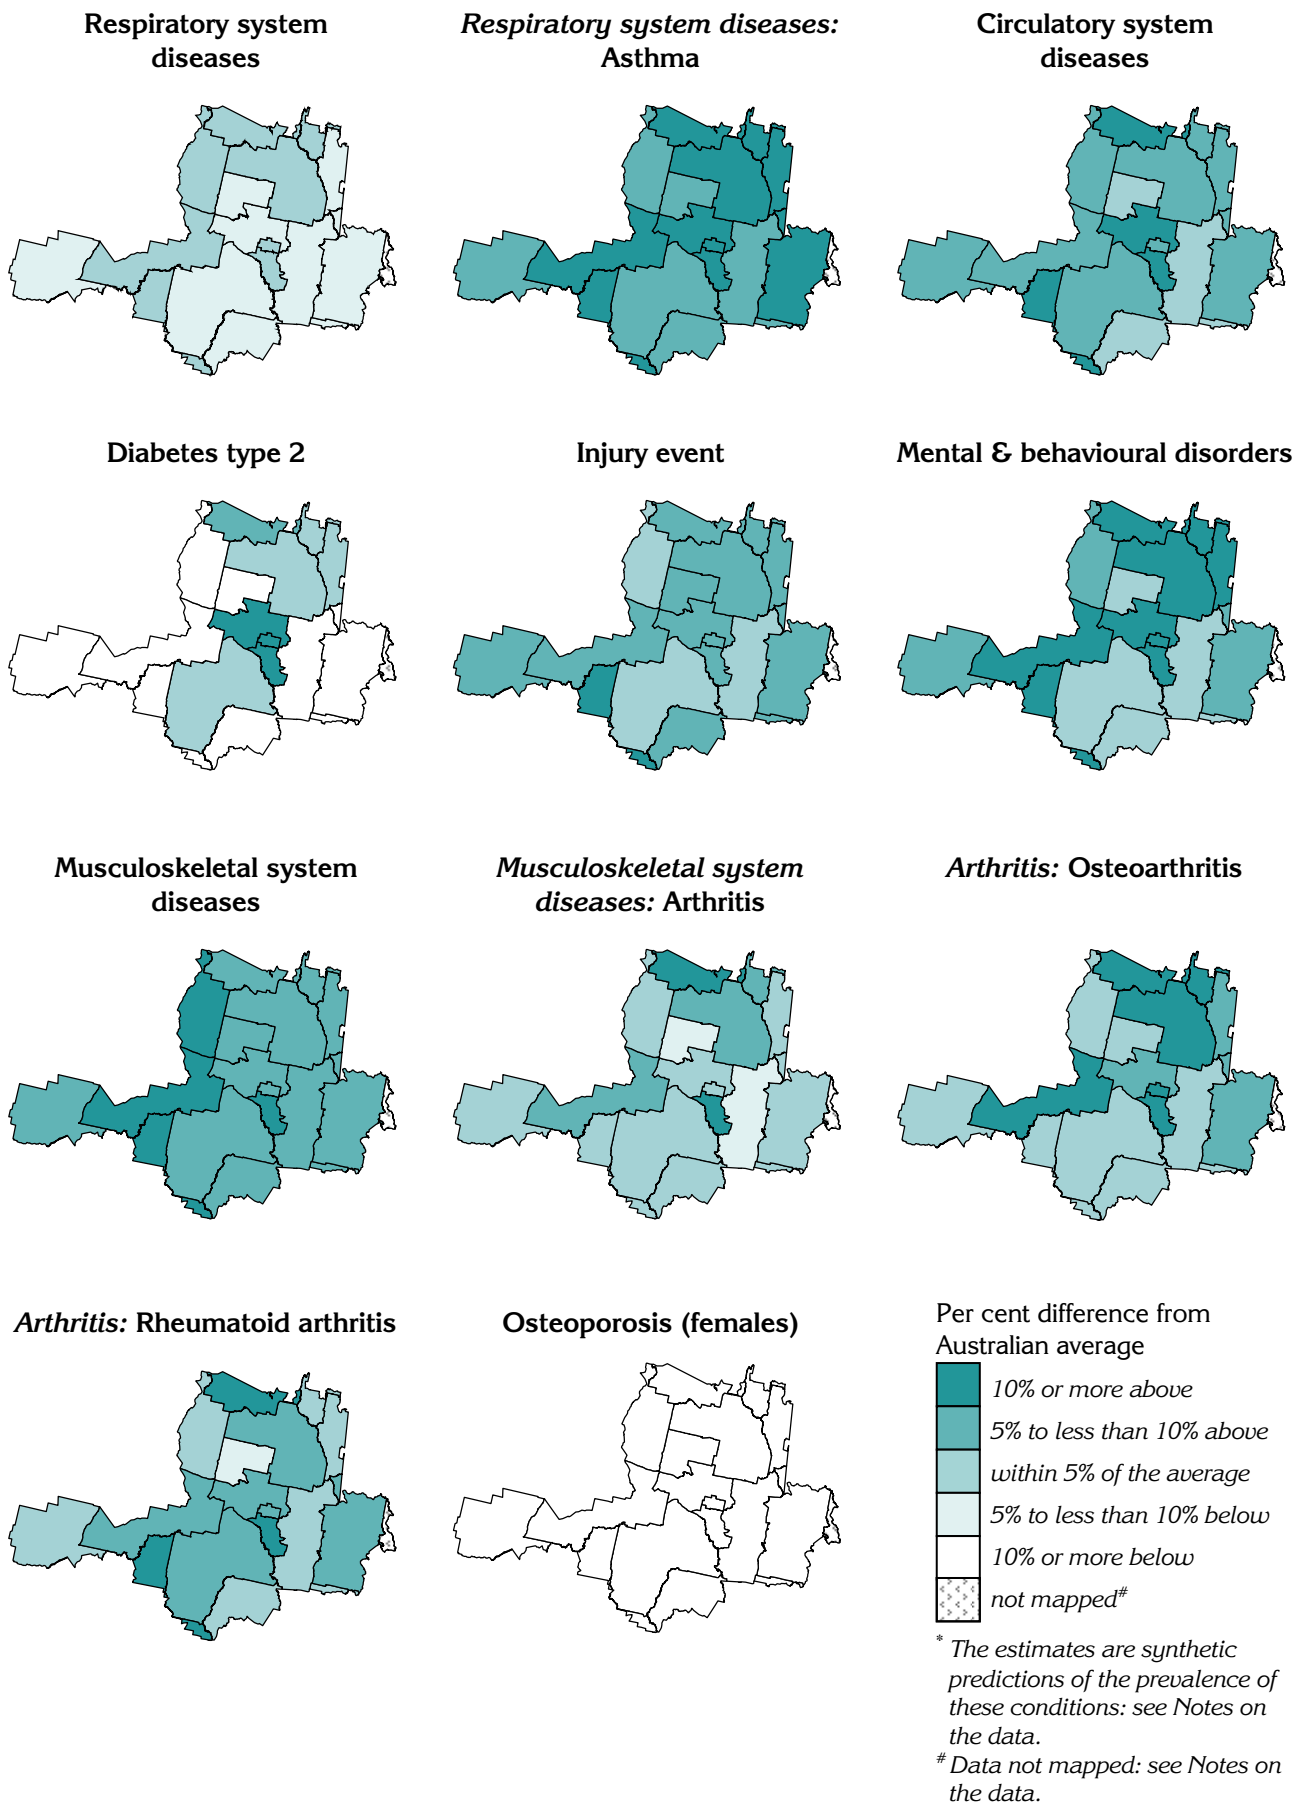 Respiratory system
diseases
Respiratory system diseases:
Asthma
Circulatory system
diseases
Diabetes type 2
Injury event
Mental & behavioural disorders
Musculoskeletal system
diseases
Musculoskeletal system
diseases: Arthritis
Arthritis: Osteoarthritis
Arthritis: Rheumatoid arthritis
Osteoporosis (females)
Per cent difference from
Australian average
10% or more above
5% to less than 10% above
within 5% of the average
5% to less than 10% below
10% or more below
not mapped#
* The estimates are synthetic
predictions of the prevalence of
these conditions: see Notes on
the data.
# Data not mapped: see Notes on
the data.